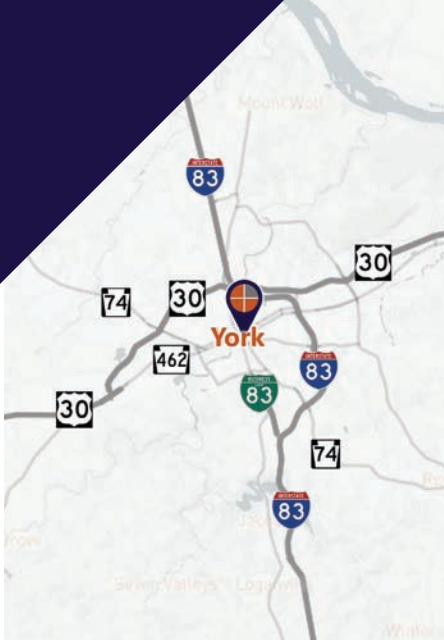 Mount Wolf
INTERSTATE
83
30
74
30
York
462
BUSINESS
83
INTERSTATE
83
30
74
INTERSTATE
83
Seven Valleys